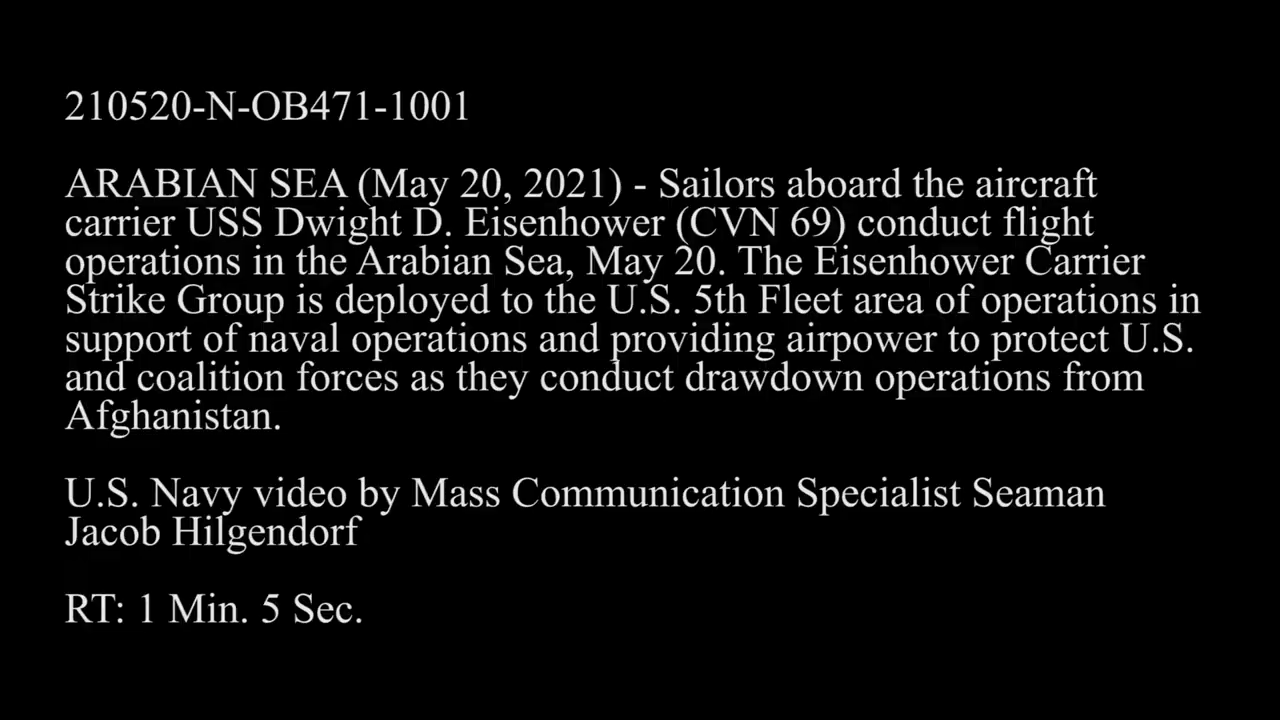 210520-N-OB471-1001
ARABIAN SEA (May 20, 2021) - Sailors aboard the aircraft
carrier USS Dwight D. Eisenhower (CVN 69) conduct flight
operations in the Arabian Sea, May 20. The Eisenhower Carrier
Strike Group is deployed to the U.S. 5th Fleet area of operations in
support of naval operations and providing airpower to protect U.S.
and coalition forces as they conduct drawdown operations from
Afghanistan.
U.S. Navy video by Mass Communication Specialist Seaman
Jacob Hilgendorf
RT: 1 Min. 5 Sec.